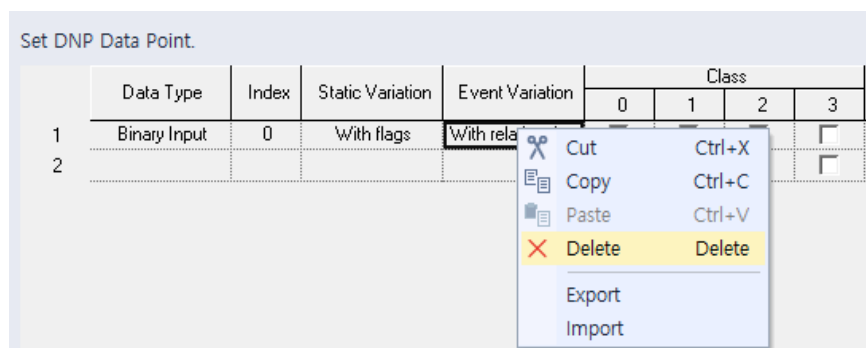 Set DNP Data Point.
Data Type Index Static Variation Event Variation Class
0 1 2 3
1 Binary Input 0 With flags With rela
2
Cut Ctrl+X
Copy Ctrl+C
Paste Ctrl+V
Delete Delete
Export
Import